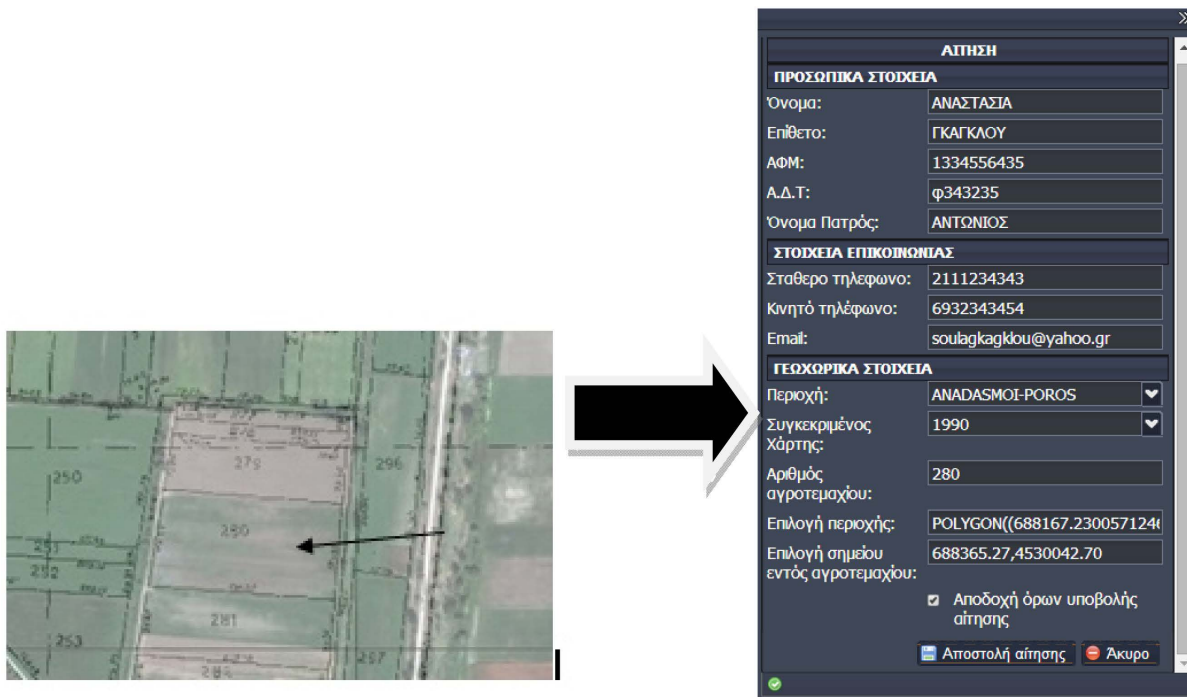 ΑΙΤΗΣΗ
ΠΡΟΣΩΠΙΚΑ ΣΤΟΙΧΕΙΑ
Όνομα: ΑΝΑΣΤΑΣΙΑ
Επίθετο: ΓΚΑΓΚΛΟΥ
ΑΦΜ: 1334556435
Α.Δ.Τ: φ343235
Όνομα Πατρός: ΑΝΤΩΝΙΟΣ
ΣΤΟΙΧΕΙΑ ΕΠΙΚΟΙΝΩΝΙΑΣ
Σταθερο τηλεφωνο: 2111234343
Κινητό τηλέφωνο: 6932343454
Email: soulagkagklou@yahoo.gr
ΓΕΩΧΩΡΙΚΑ ΣΤΟΙΧΕΙΑ
Περιοχή: ANADASMOI-POROS
Συγκεκριμένος 1990
Χάρτης:
Αριθμός 280
αγροτεμαχίου:
Επιλογή περιοχής: POLYGON((688167.230057124
Επιλογή σημείου 688365.27,4530042.70
εντός αγροτεμαχίου:
Αποδοχή όρων υποβολής
αίτησης
Αποστολή αίτησης Άκυρο
279
296
250
280
252
281
253
257